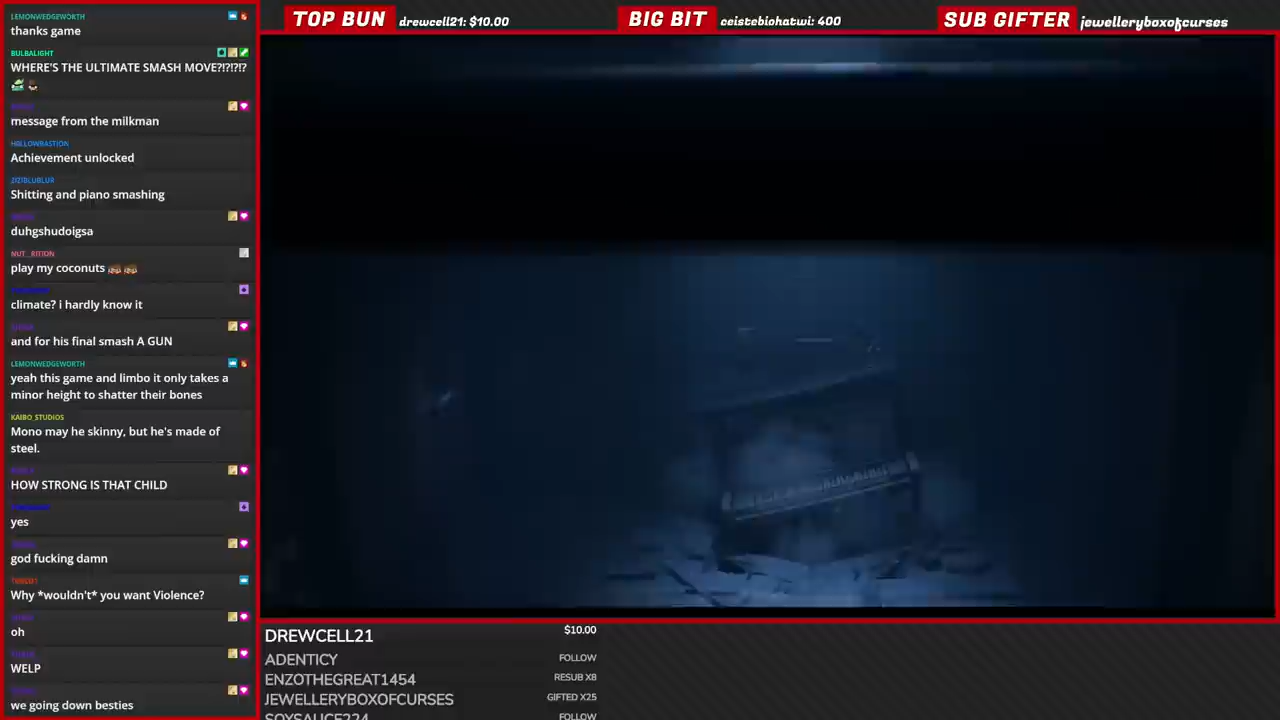 TOP BUN drewcell21: $10.00 BIG BIT ceistebiohatwi: 400 SUB GIFTER jewelleryboxofcurses
LEMONWEDGEWORTH
thanks game
BULBALIGHT
WHERE'S THE ULTIMATE SMASH MOVE?!?!?!?
message from the milkman
HOLLOWBASTION
Achievement unlocked
ZIZIBLUBLUR
Shitting and piano smashing
duhgshudoigsa
NUT_RITION
play my coconuts
climate? i hardly know it
and for his final smash A GUN
LEMONWEDGEWORTH
yeah this game and limbo it only takes a
minor height to shatter their bones
KAIBO_STUDIOS
Mono may he skinny, but he's made of
steel.
HOW STRONG IS THAT CHILD
yes
god fucking damn
Why *wouldn't* you want Violence?
oh
WELP
we going down besties
DREWCELL21 $10.00
ADENTICY FOLLOW
ENZOTHEGREAT1454 RESUB X8
JEWELLERYBOXOFCURSES GIFTED X25
SOYSAUCE224 FOLLOW